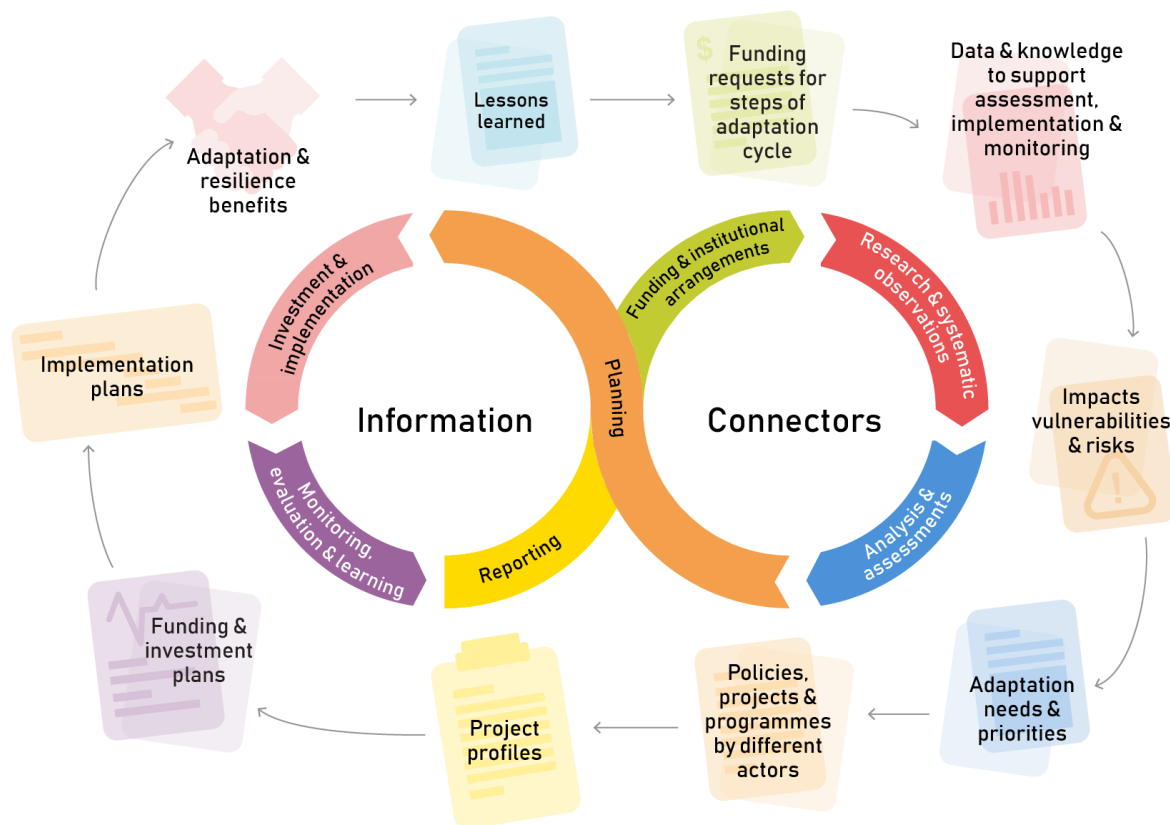 Adaptation &
resilience
benefits
Lessons
learned
$
Funding
requests for
steps of
adaptation
cycle
Data & knowledge
to support
assessment,
implementation &
monitoring
Impacts
vulnerabilities
& risks
!
Adaptation
needs &
priorities
Policies,
projects &
programmes
by different
actors
Project
profiles
Funding &
investment
plans
Implementation
plans
Investment &
implementation
Monitoring,
evaluation & learning
Reporting
Planning
Funding & institutional
arrangements
Research & systematic
observations
Analysis &
assessments
Information
Connectors